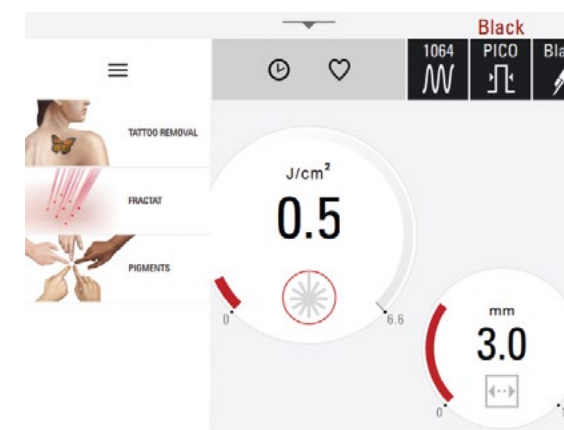 Black
1064 PICO
TATTOO REMOVAL
FRACTAT
PIGMENTS
J/cm²
0.5
0 6.6
mm
3.0
0